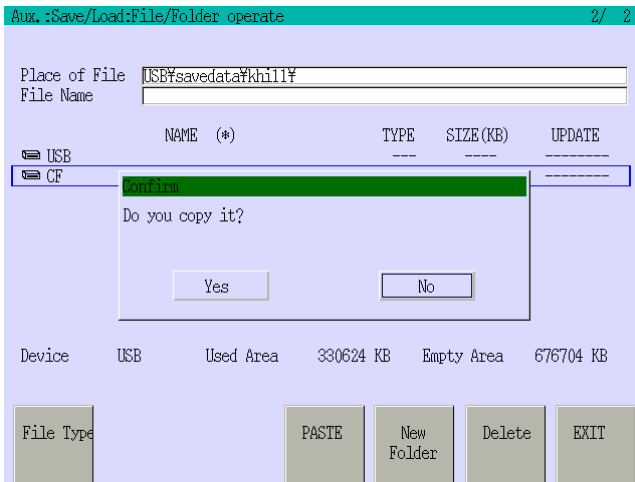 Aux.:Save/Load:File/Folder operate 2/ 2
Place of File USB¥savedata¥khi11¥
File Name
NAME (*) TYPE SIZE(KB) UPDATE
USB --- ---- --------
CF --------
Confirm
Do you copy it?
Yes No
Device USB Used Area 330624 KB Empty Area 676704 KB
File Type PASTE New Folder Delete EXIT